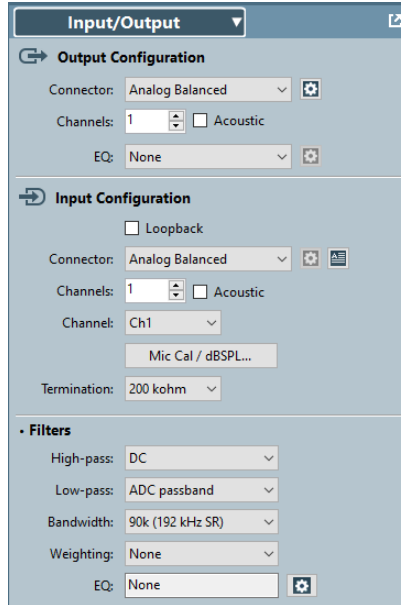 Input/Output
Output Configuration
Connector: Analog Balanced
Channels: 1 Acoustic
EQ: None
Input Configuration
Loopback
Connector: Analog Balanced
Channels: 1 Acoustic
Channel: Ch1
Mic Cal / dBSPL...
Termination: 200 kohm
• Filters
High-pass: DC
Low-pass: ADC passband
Bandwidth: 90k (192 kHz SR)
Weighting: None
EQ: None